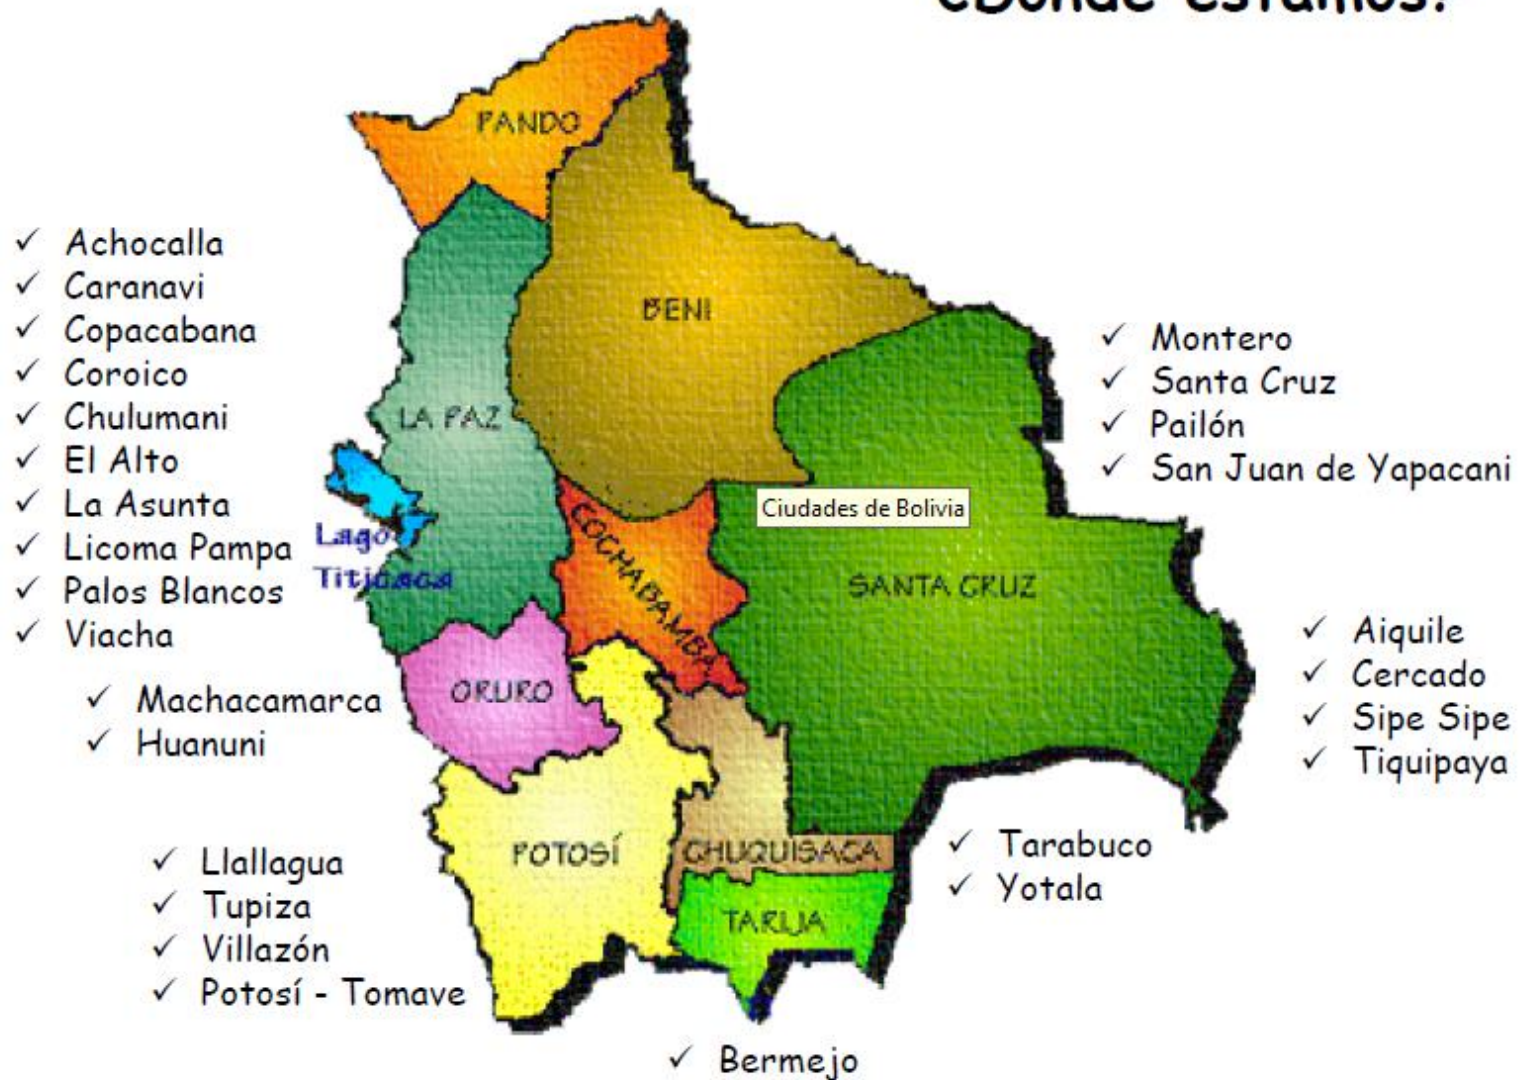 ¿Dónde estamos?
PANDO
BENI
LA PAZ
Lago
Titicaca
COCHABAMBA
Ciudades de Bolivia
SANTA CRUZ
ORURO
POTOSÍ
CHUQUISACA
TARIJA
✓ Achocalla
✓ Caranavi
✓ Copacabana
✓ Coroico
✓ Chulumani
✓ El Alto
✓ La Asunta
✓ Licoma Pampa
✓ Palos Blancos
✓ Viacha
✓ Machacamarca
✓ Huanuni
✓ Llallagua
✓ Tupiza
✓ Villazón
✓ Potosí - Tomave
✓ Montero
✓ Santa Cruz
✓ Pailón
✓ San Juan de Yapacani
✓ Aiquile
✓ Cercado
✓ Sipe Sipe
✓ Tiquipaya
✓ Tarabuco
✓ Yotala
✓ Bermejo